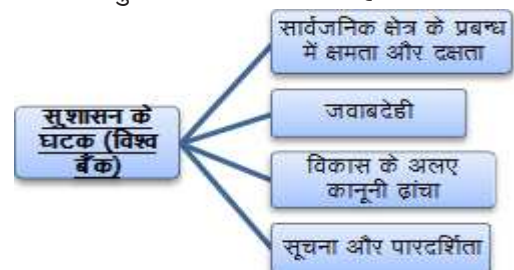 सार्वजनिक क्षेत्र के प्रबन्ध
में क्षमता और दक्षता
सुशासन के
घटक (विश्व
बैंक)
जवाबदेही
विकास के अलए
कानूनी ढ़ांचा
सूचना और पारदर्शिता